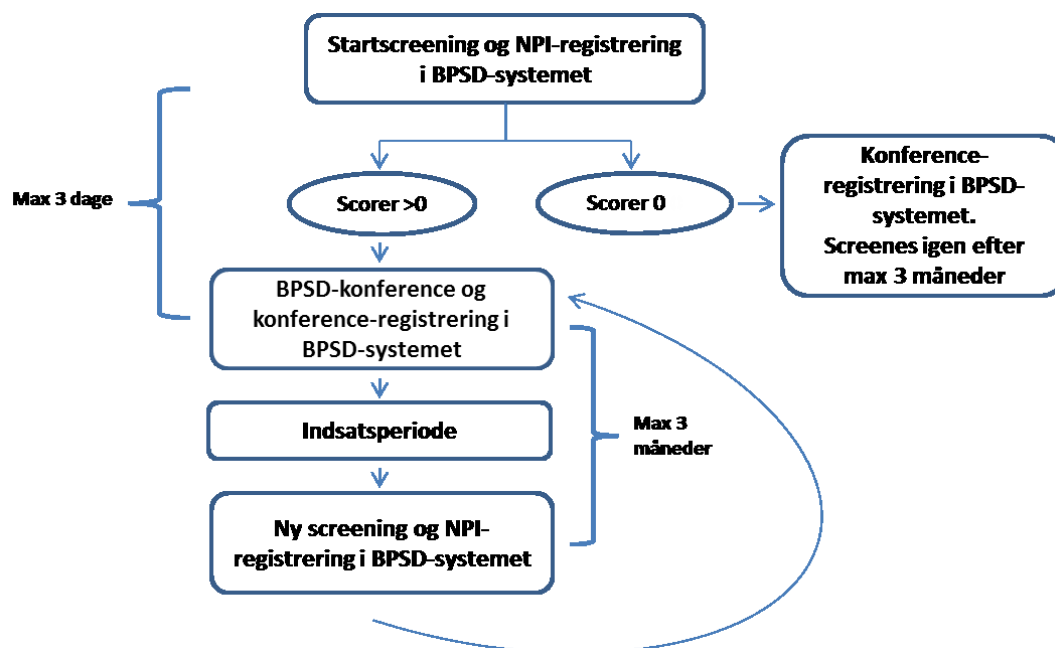 Startscreening og NPI-registrering
i BPSD-systemet
Max 3 dage
Scorer >0
Scorer 0
Konference-
registrering i BPSD-
systemet.
Screenes igen efter
max 3 måneder
BPSD-konference og
konference-registrering i
BPSD-systemet
Indsatsperiode
Max 3
måneder
Ny screening og NPI-
registrering i BPSD-systemet